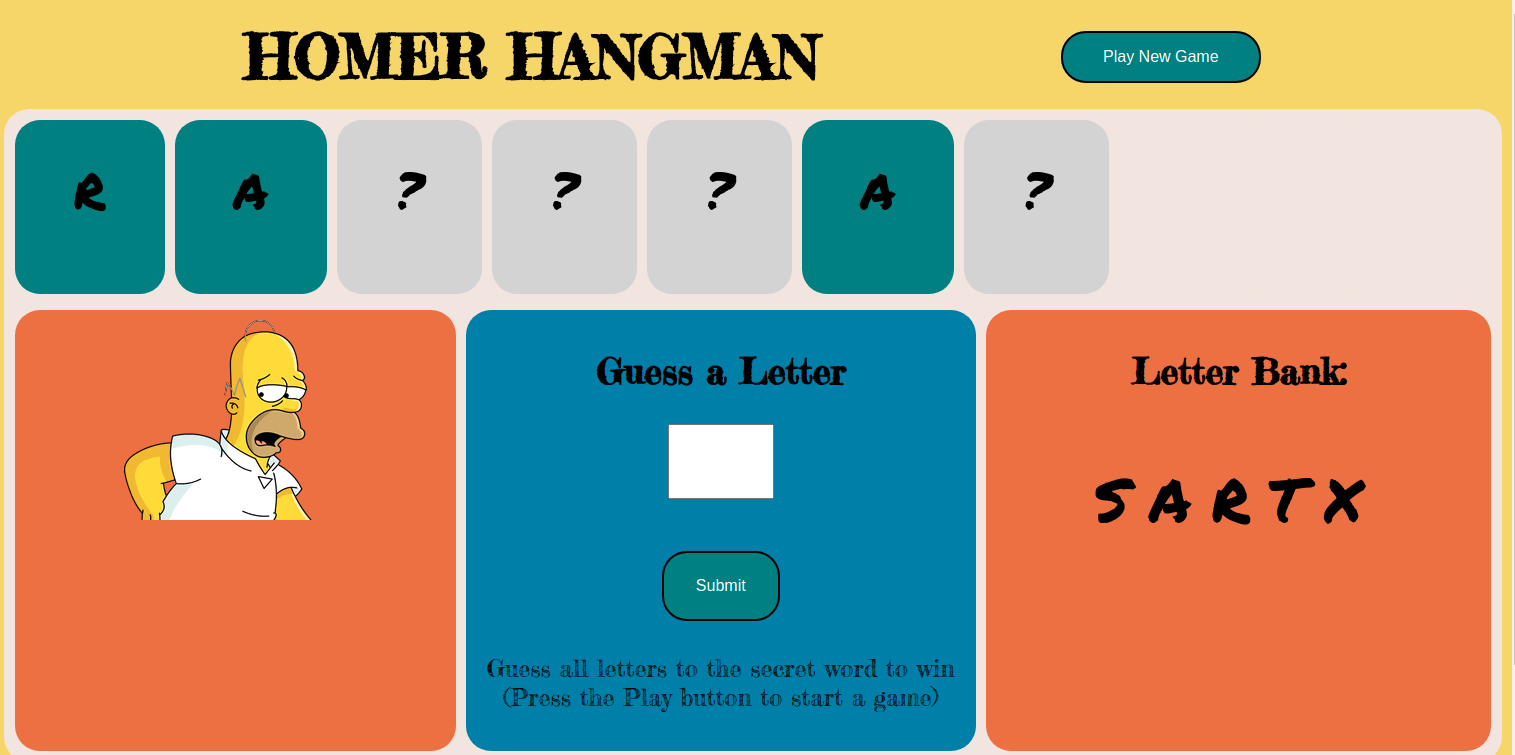 HOMER HANGMAN
Play New Game
R A ? ? ? A ?
Guess a Letter
Submit
Guess all letters to the secret word to win
(Press the Play button to start a game)
Letter Bank:
S A R T X